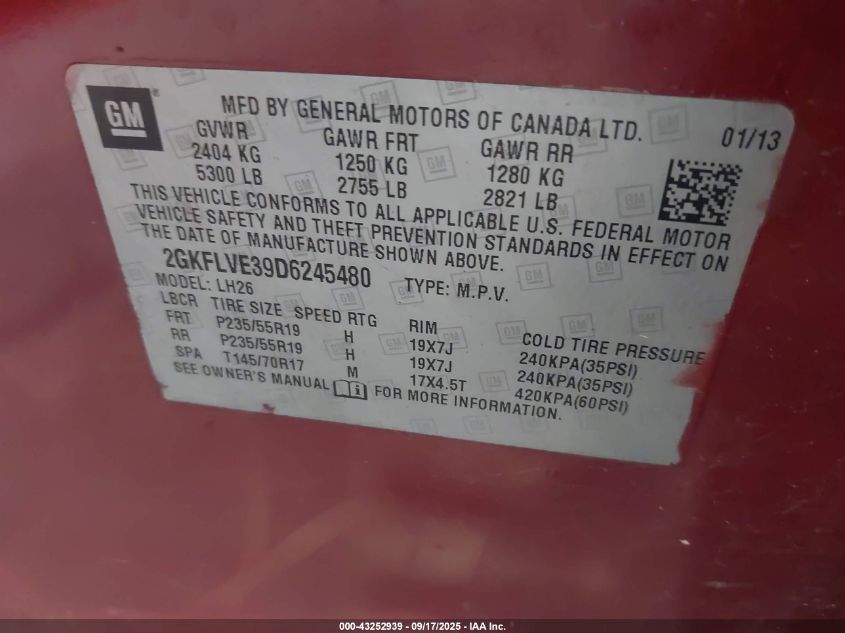 GM
MFD BY GENERAL MOTORS OF CANADA LTD. 01/13
GVWR GAWR FRT GAWR RR
2404 KG 1250 KG 1280 KG
5300 LB 2755 LB 2821 LB
THIS VEHICLE CONFORMS TO ALL APPLICABLE U.S. FEDERAL MOTOR
VEHICLE SAFETY AND THEFT PREVENTION STANDARDS IN EFFECT ON
THE DATE OF MANUFACTURE SHOWN ABOVE.
2GKFLVE39D6245480 TYPE: M.P.V.
MODEL: LH26
LBCR TIRE SIZE SPEED RTG RIM COLD TIRE PRESSURE
FRT P235/55R19 H 19X7J 240KPA(35PSI)
RR P235/55R19 H 19X7J 240KPA(35PSI)
SPA T145/70R17 M 17X4.5T 420KPA(60PSI)
SEE OWNER'S MANUAL FOR MORE INFORMATION.
000-43252939 - 09/17/2025 - IAA Inc.